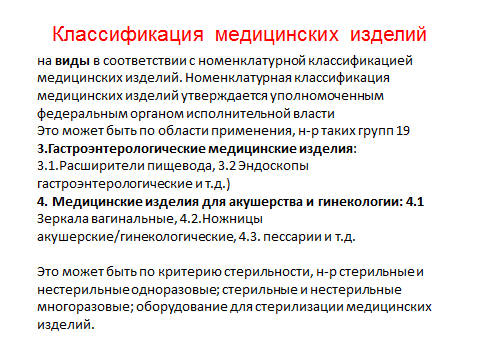 Классификация медицинских изделий
на виды в соответствии с номенклатурной классификацией
медицинских изделий. Номенклатурная классификация
медицинских изделий утверждается уполномоченным
федеральным органом исполнительной власти
Это может быть по области применения, н-р таких групп 19
3.Гастроэнтерологические медицинские изделия:
3.1.Расширители пищевода, 3.2 Эндоскопы
гастроэнтерологические и т.д.)
4. Медицинские изделия для акушерства и гинекологии: 4.1
Зеркала вагинальные, 4.2.Ножницы
акушерские/гинекологические, 4.3. пессарии и т.д.
Это может быть по критерию стерильности, н-р стерильные и
нестерильные одноразовые; стерильные и нестерильные
многоразовые; оборудование для стерилизации медицинских
изделий.